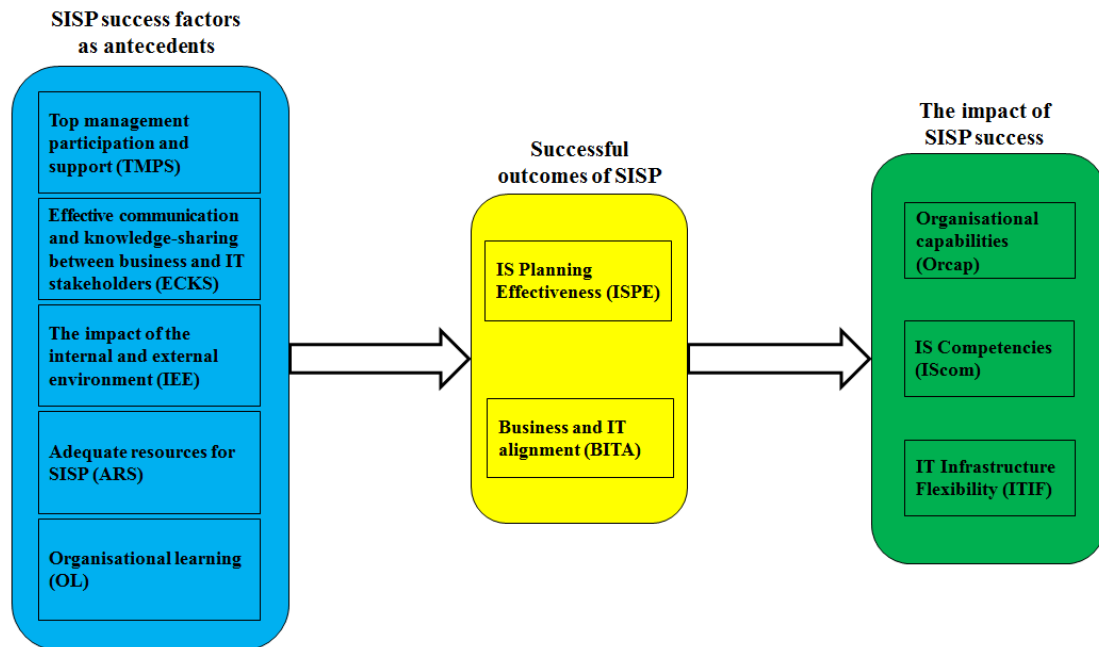 SISP success factors
as antecedents
Top management
participation and
support (TMPS)
Effective communication
and knowledge-sharing
between business and IT
stakeholders (ECKS)
The impact of the
internal and external
environment (IEE)
Adequate resources for
SISP (ARS)
Organisational learning
(OL)
Successful
outcomes of SISP
IS Planning
Effectiveness (ISPE)
Business and IT
alignment (BITA)
The impact of
SISP success
Organisational
capabilities
(Orcap)
IS Competencies
(IScom)
IT Infrastructure
Flexibility (ITIF)